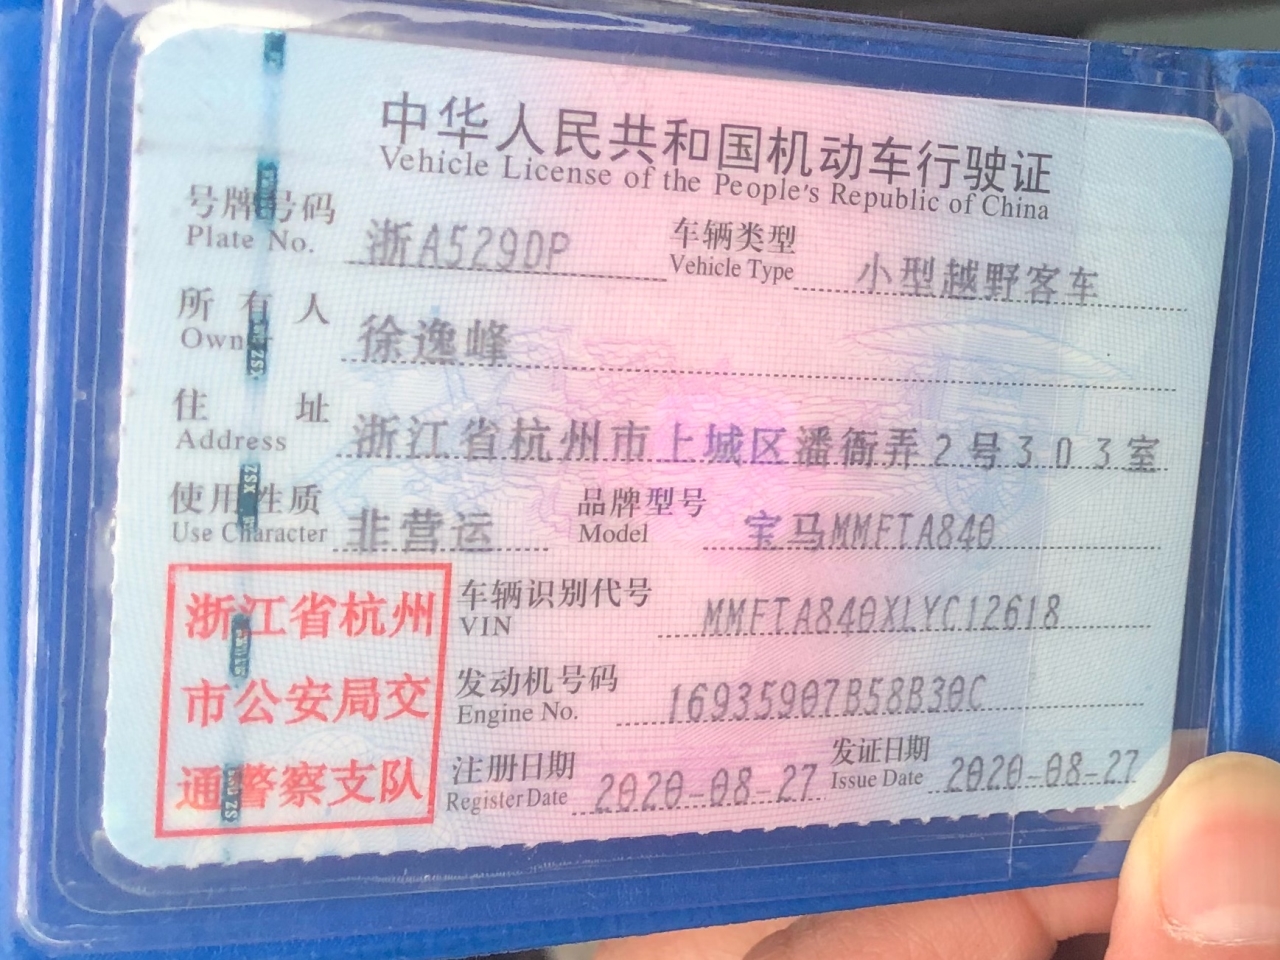 中华人民共和国机动车行驶证
Vehicle License of the People's Republic of China
号牌号码 浙A529DP 车辆类型 小型越野客车
Plate No. Vehicle Type
所有人 徐逸峰
Owner
住址 浙江省杭州市上城区潘衙弄2号303室
Address
使用性质 非营运 品牌型号 宝马MMFTA840
Use Character Model
浙江省杭州
市公安局交
通警察支队
车辆识别代号 MMFTA840XLYC12618
VIN
发动机号码 16935907B58B30C
Engine No.
注册日期 2020-08-27 发证日期 2020-08-27
Register Date Issue Date
XSZ
XSZ